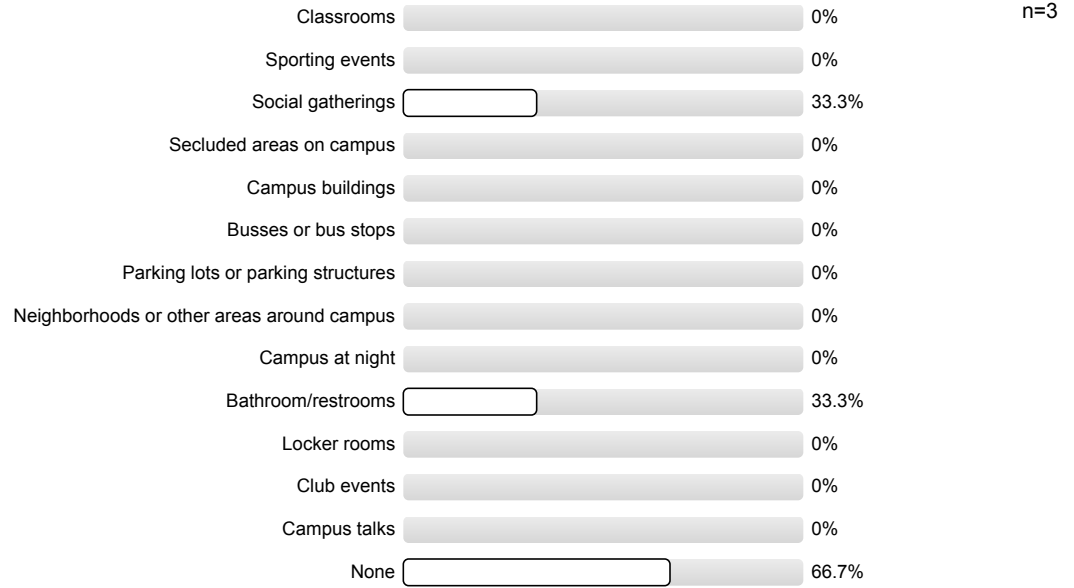 Classrooms 0% n=3
Sporting events 0%
Social gatherings 33.3%
Secluded areas on campus 0%
Campus buildings 0%
Busses or bus stops 0%
Parking lots or parking structures 0%
Neighborhoods or other areas around campus 0%
Campus at night 0%
Bathroom/restrooms 33.3%
Locker rooms 0%
Club events 0%
Campus talks 0%
None 66.7%